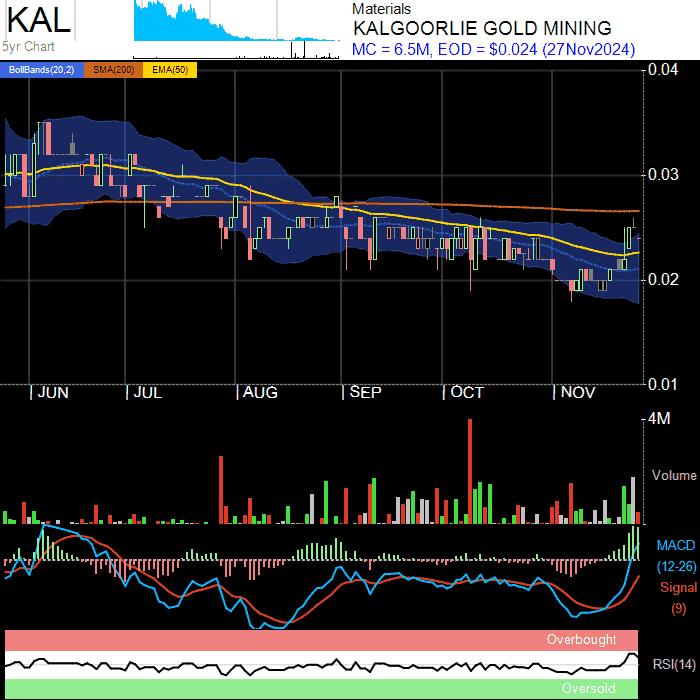 KAL
5yr Chart
Materials
KALGOORLIE GOLD MINING
MC = 6.5M, EOD = $0.024 (27Nov2024)
BollBands(20,2) SMA(200) EMA(50)
0.04
0.03
0.02
0.01
JUN JUL AUG SEP OCT NOV
4M
Volume
MACD
(12-26)
Signal
(9)
Overbought
RSI(14)
Oversold